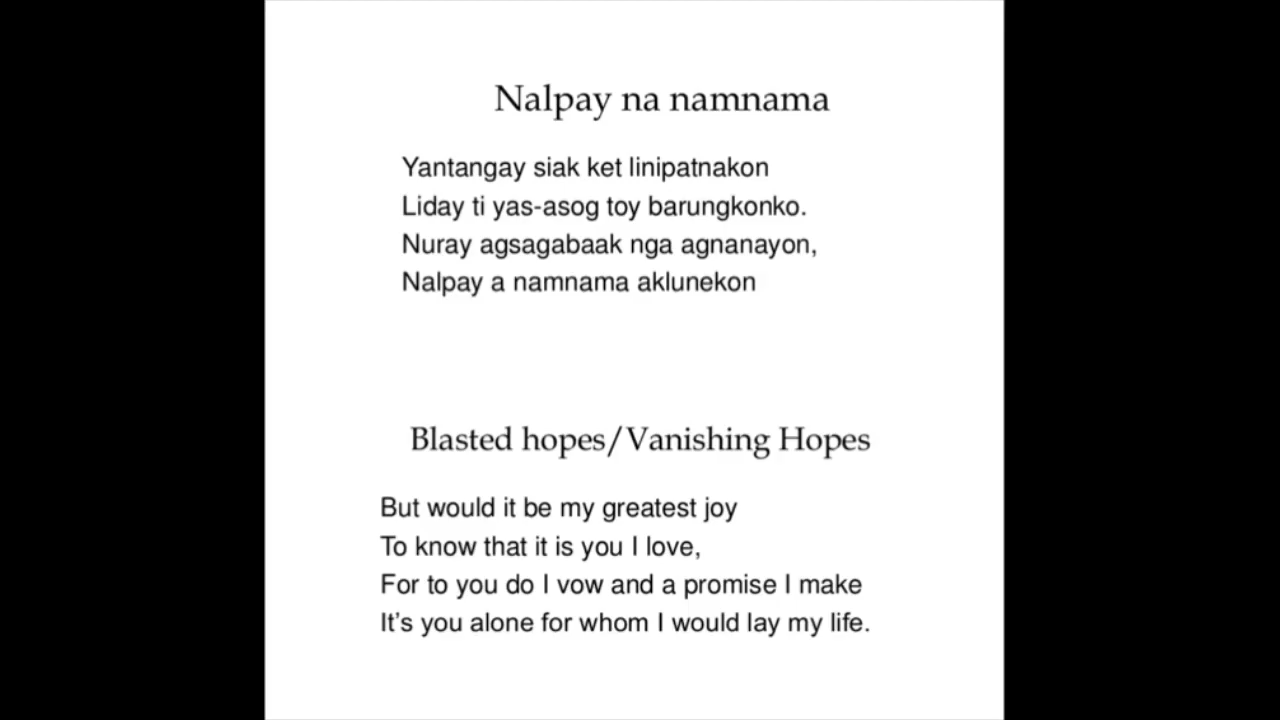 Nalpay na namnama
Yantangay siak ket linipatnakon
Liday ti yas-asog toy barungkonko.
Nuray agsagabaak nga agnanayon,
Nalpay a namnama aklunekon
Blasted hopes/Vanishing Hopes
But would it be my greatest joy
To know that it is you I love,
For to you do I vow and a promise I make
It’s you alone for whom I would lay my life.